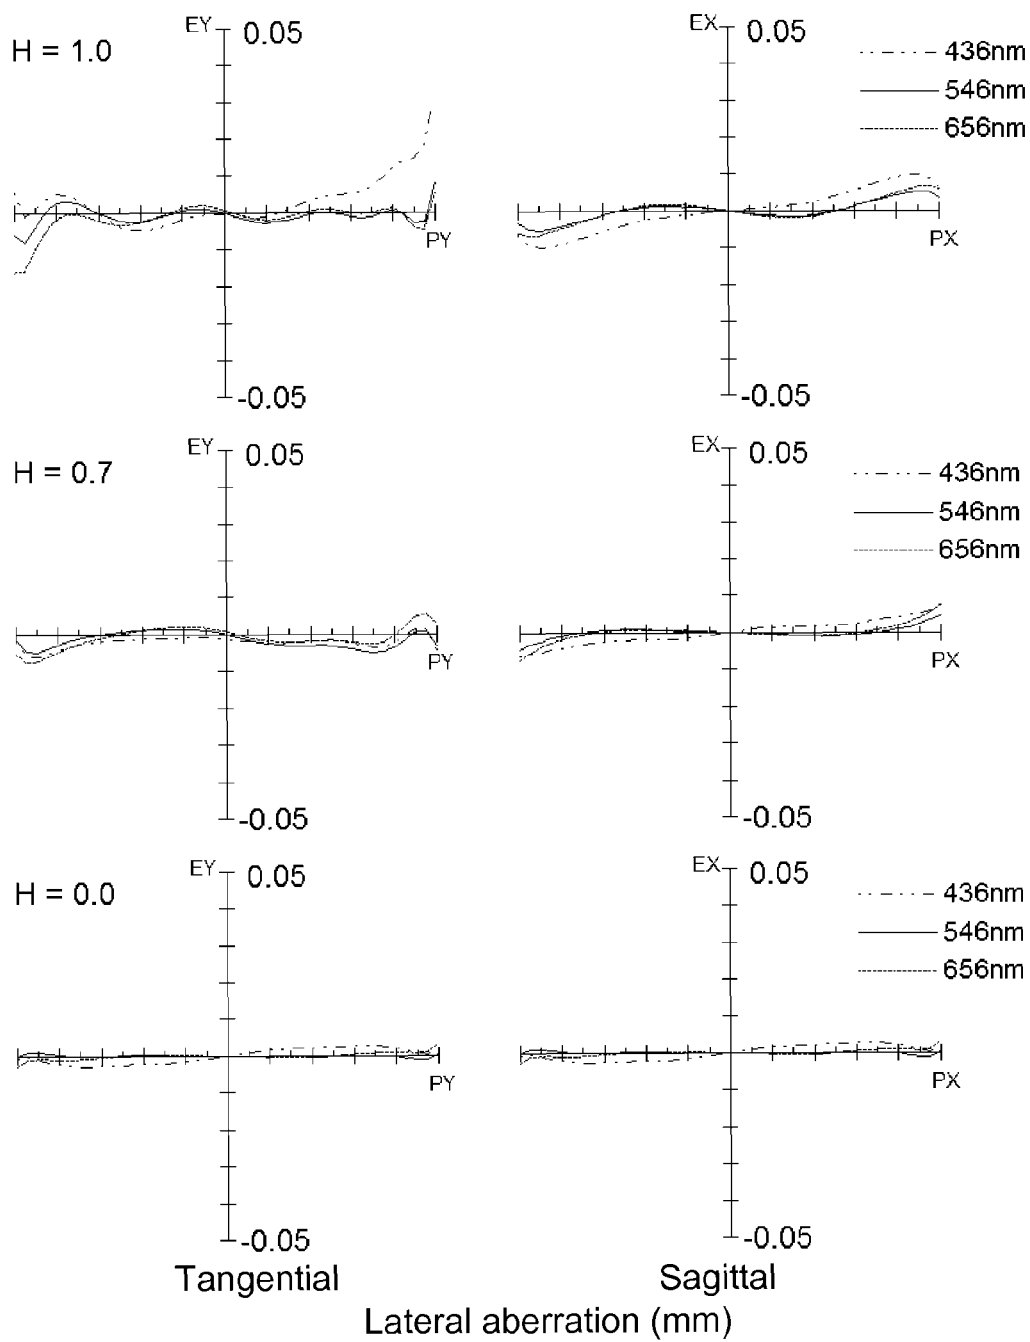 H = 1.0
EY 0.05
EX 0.05
436nm
546nm
656nm
PY
PX
-0.05
-0.05
H = 0.7
EY 0.05
EX 0.05
436nm
546nm
656nm
PY
PX
-0.05
-0.05
H = 0.0
EY 0.05
EX 0.05
436nm
546nm
656nm
PY
PX
-0.05
-0.05
Tangential
Sagittal
Lateral aberration (mm)